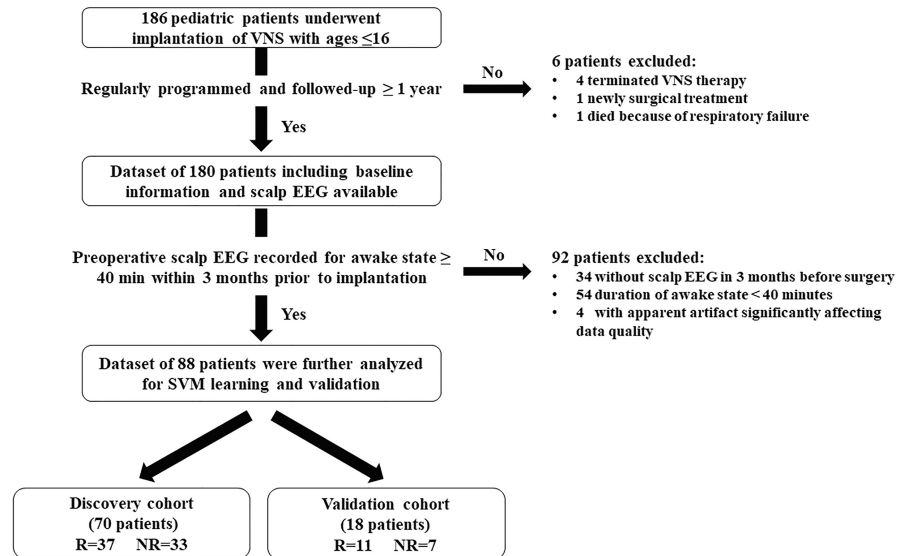 186 pediatric patients underwent
implantation of VNS with ages ≤16
Regularly programmed and followed-up ≥ 1 year
No
6 patients excluded:
• 4 terminated VNS therapy
• 1 newly surgical treatment
• 1 died because of respiratory failure
Yes
Dataset of 180 patients including baseline
information and scalp EEG available
Preoperative scalp EEG recorded for awake state ≥
40 min within 3 months prior to implantation
No
92 patients excluded:
• 34 without scalp EEG in 3 months before surgery
• 54 duration of awake state < 40 minutes
• 4 with apparent artifact significantly affecting
data quality
Yes
Dataset of 88 patients were further analyzed
for SVM learning and validation
Discovery cohort
(70 patients)
R=37 NR=33
Validation cohort
(18 patients)
R=11 NR=7